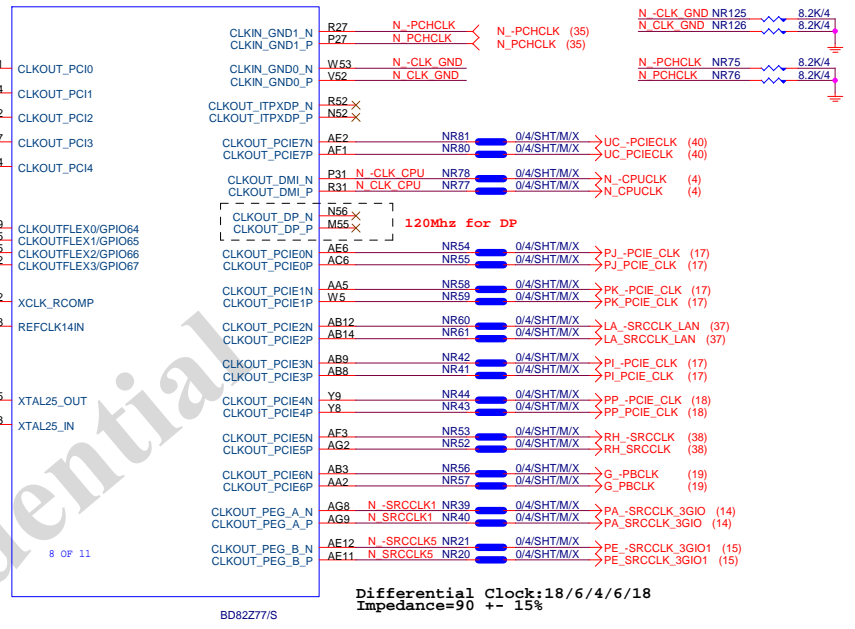 CLKIN_GND1_N R27 N_-PCHCLK N_-PCHCLK (35)
CLKIN_GND1_P P27 N_PCHCLK N_PCHCLK (35)
N_-CLK_GND NR125 8.2K/4
N_CLK_GND NR126 8.2K/4
N_-PCHCLK NR75 8.2K/4
N_PCHCLK NR76 8.2K/4
CLKIN_GND0_N W53 N_-CLK_GND
CLKIN_GND0_P V52 N_CLK_GND
CLKOUT_PCI0
CLKOUT_PCI1
CLKOUT_PCI2
CLKOUT_PCI3
CLKOUT_PCI4
CLKOUT_ITPXDP_N R52
CLKOUT_ITPXDP_P N52
CLKOUT_PCIE7N AE2 NR81 0/4/SHT/M/X UC_-PCIECLK (40)
CLKOUT_PCIE7P AF1 NR80 0/4/SHT/M/X UC_PCIECLK (40)
CLKOUT_DMI_N P31 N_-CLK_CPU NR78 0/4/SHT/M/X N_-CPUCLK (4)
CLKOUT_DMI_P R31 N_CLK_CPU NR77 0/4/SHT/M/X N_CPUCLK (4)
CLKOUT_DP_N N56
CLKOUT_DP_P M55
120Mhz for DP
CLKOUTFLEX0/GPIO64
CLKOUTFLEX1/GPIO65
CLKOUTFLEX2/GPIO66
CLKOUTFLEX3/GPIO67
CLKOUT_PCIE0N AE6 NR54 0/4/SHT/M/X PJ_-PCIE_CLK (17)
CLKOUT_PCIE0P AC6 NR55 0/4/SHT/M/X PJ_PCIE_CLK (17)
CLKOUT_PCIE1N AA5 NR58 0/4/SHT/M/X PK_-PCIE_CLK (17)
CLKOUT_PCIE1P W5 NR59 0/4/SHT/M/X PK_PCIE_CLK (17)
XCLK_RCOMP
REFCLK14IN
CLKOUT_PCIE2N AB12 NR60 0/4/SHT/M/X LA_-SRCCLK_LAN (37)
CLKOUT_PCIE2P AB14 NR61 0/4/SHT/M/X LA_SRCCLK_LAN (37)
CLKOUT_PCIE3N AB9 NR42 0/4/SHT/M/X PI_-PCIE_CLK (17)
CLKOUT_PCIE3P AB8 NR41 0/4/SHT/M/X PI_PCIE_CLK (17)
XTAL25_OUT
XTAL25_IN
CLKOUT_PCIE4N Y9 NR44 0/4/SHT/M/X PP_-PCIE_CLK (18)
CLKOUT_PCIE4P Y8 NR43 0/4/SHT/M/X PP_PCIE_CLK (18)
CLKOUT_PCIE5N AF3 NR53 0/4/SHT/M/X RH_-SRCCLK (38)
CLKOUT_PCIE5P AG2 NR52 0/4/SHT/M/X RH_SRCCLK (38)
CLKOUT_PCIE6N AB3 NR56 0/4/SHT/M/X G_-PBCLK (19)
CLKOUT_PCIE6P AA2 NR57 0/4/SHT/M/X G_PBCLK (19)
CLKOUT_PEG_A_N AG8 N_-SRCCLK1 NR39 0/4/SHT/M/X PA_-SRCCLK_3GIO (14)
CLKOUT_PEG_A_P AG9 N_SRCCLK1 NR40 0/4/SHT/M/X PA_SRCCLK_3GIO (14)
CLKOUT_PEG_B_N AE12 N_-SRCCLK5 NR21 0/4/SHT/M/X PE_-SRCCLK_3GIO1 (15)
CLKOUT_PEG_B_P AE11 N_SRCCLK5 NR20 0/4/SHT/M/X PE_SRCCLK_3GIO1 (15)
8 OF 11
dential
Differential Clock:18/6/4/6/18
Impedance=90 +- 15%
BD82Z77/S